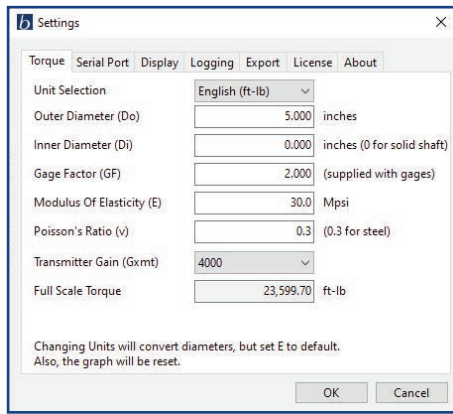 b Settings
Torque Serial Port Display Logging Export License About
Unit Selection English (ft-lb)
Outer Diameter (Do) 5.000 inches
Inner Diameter (Di) 0.000 inches (0 for solid shaft)
Gage Factor (GF) 2.000 (supplied with gages)
Modulus Of Elasticity (E) 30.0 Mpsi
Poisson's Ratio (v) 0.3 (0.3 for steel)
Transmitter Gain (Gxmt) 4000
Full Scale Torque 23,599.70 ft-lb
Changing Units will convert diameters, but set E to default.
Also, the graph will be reset.
OK Cancel